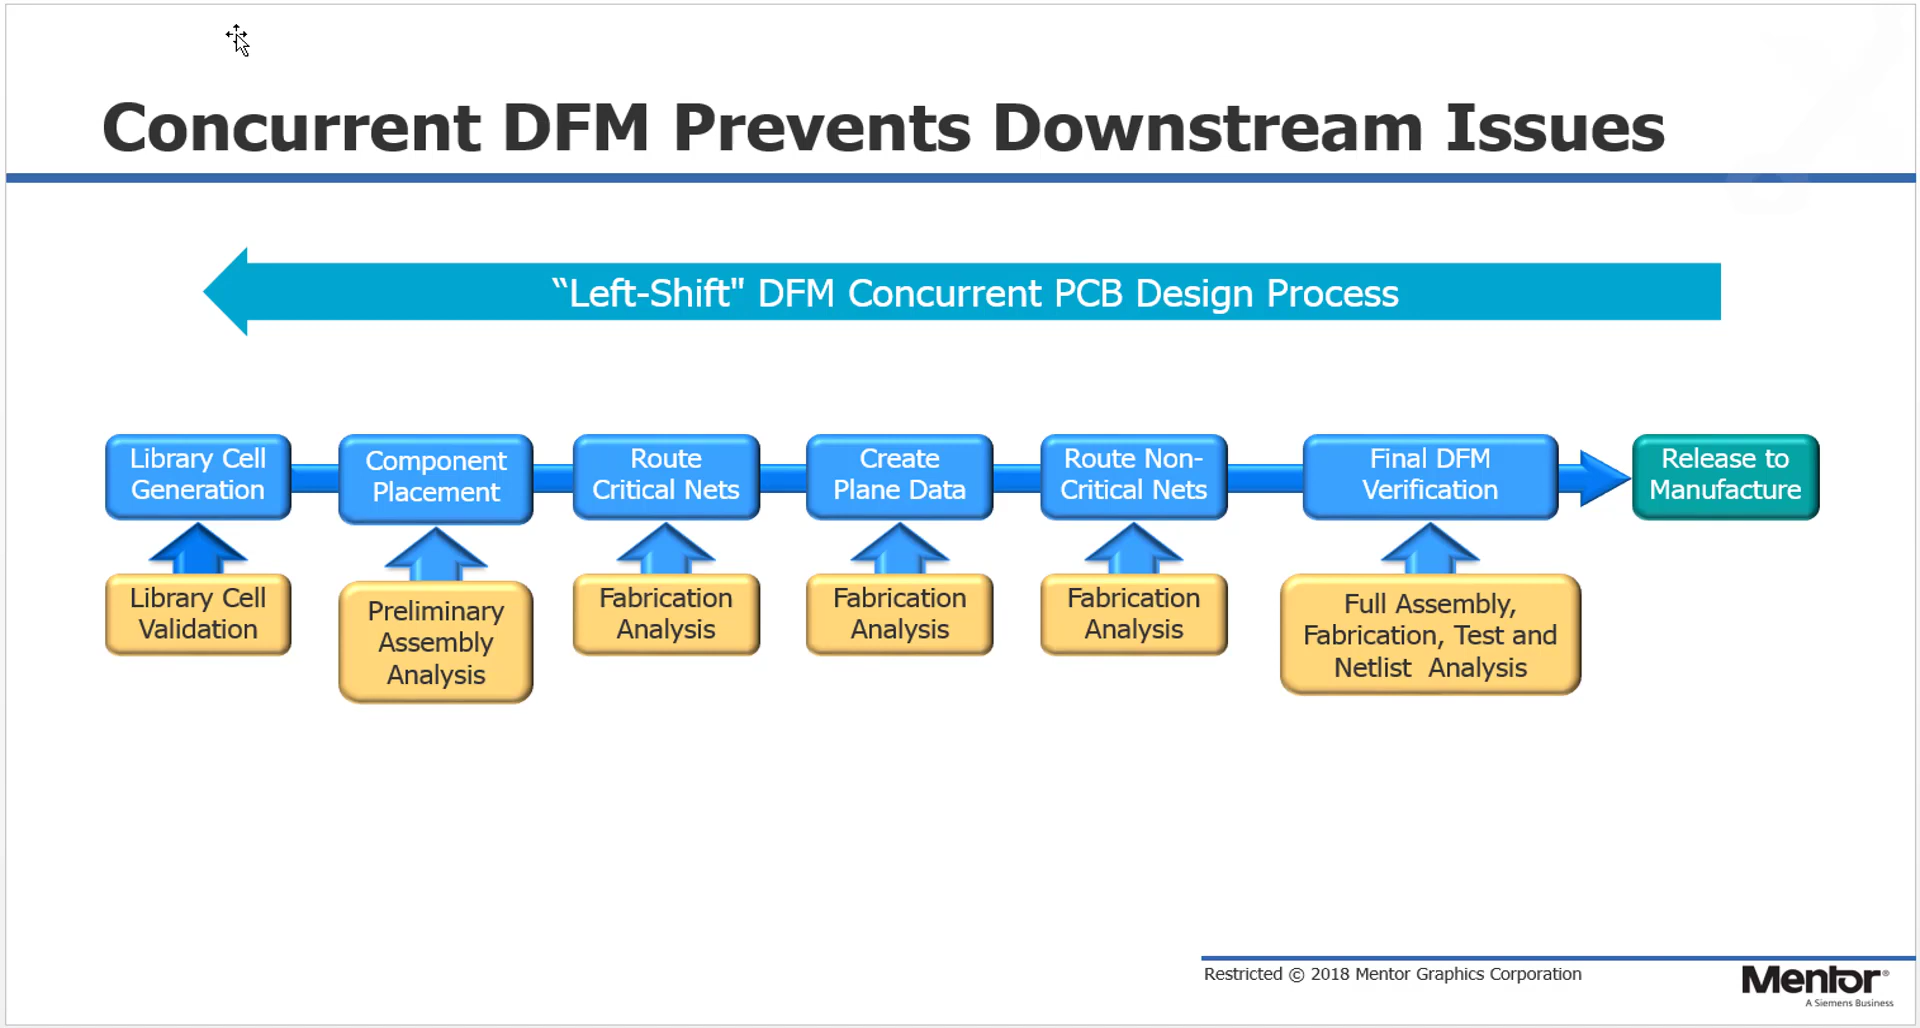 Concurrent DFM Prevents Downstream Issues
“Left-Shift" DFM Concurrent PCB Design Process
Library Cell
Generation
Component
Placement
Route
Critical Nets
Create
Plane Data
Route Non-
Critical Nets
Final DFM
Verification
Release to
Manufacture
Library Cell
Validation
Preliminary
Assembly
Analysis
Fabrication
Analysis
Fabrication
Analysis
Fabrication
Analysis
Full Assembly,
Fabrication, Test and
Netlist Analysis
Restricted © 2018 Mentor Graphics Corporation
Mentor®
A Siemens Business